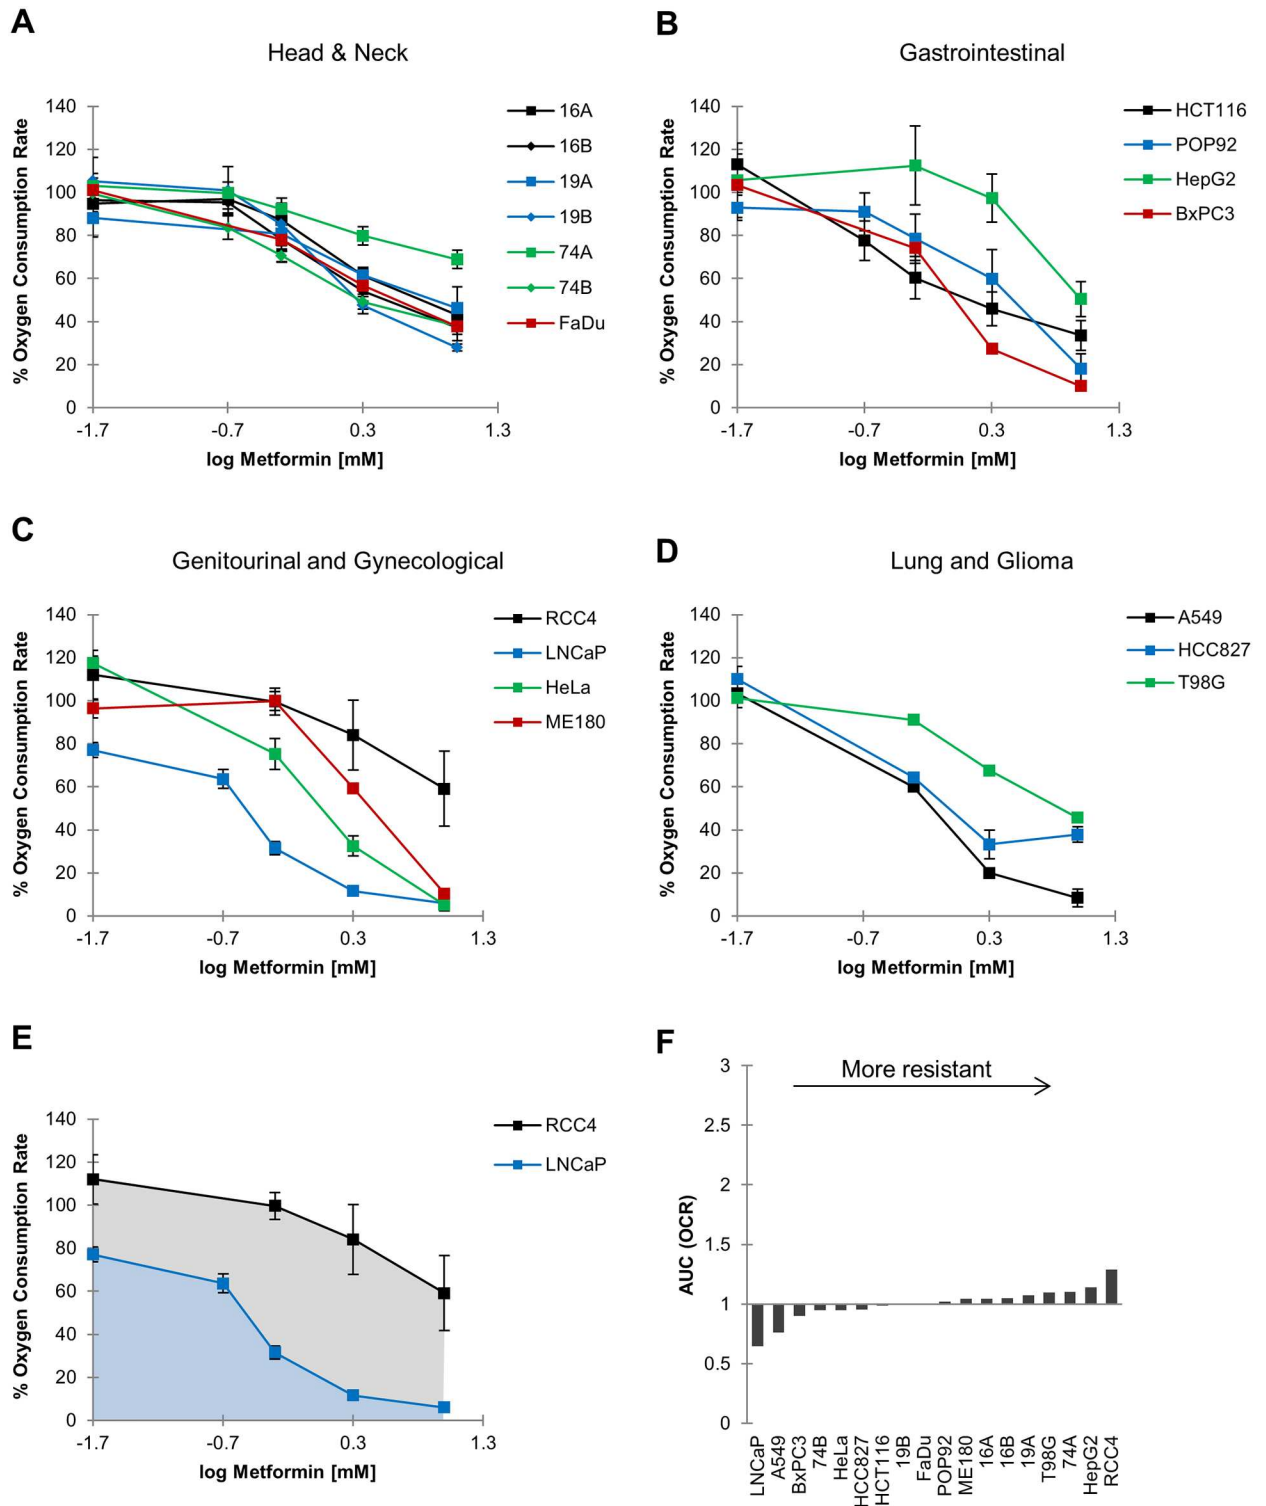 A
Head & Neck
% Oxygen Consumption Rate
140
120
100
80
60
40
20
0
-1.7
-0.7
0.3
1.3
log Metformin [mM]
16A
16B
19A
19B
74A
74B
FaDu
B
Gastrointestinal
% Oxygen Consumption Rate
140
120
100
80
60
40
20
0
-1.7
-0.7
0.3
1.3
log Metformin [mM]
HCT116
POP92
HepG2
BxPC3
C
Genitourinal and Gynecological
% Oxygen Consumption Rate
140
120
100
80
60
40
20
0
-1.7
-0.7
0.3
1.3
log Metformin [mM]
RCC4
LNCaP
HeLa
ME180
D
Lung and Glioma
% Oxygen Consumption Rate
140
120
100
80
60
40
20
0
-1.7
-0.7
0.3
1.3
log Metformin [mM]
A549
HCC827
T98G
E
% Oxygen Consumption Rate
140
120
100
80
60
40
20
0
-1.7
-0.7
0.3
1.3
log Metformin [mM]
RCC4
LNCaP
F
More resistant
AUC (OCR)
3
2.5
2
1.5
1
0.5
0
LNCaP
A549
BxPC3
74B
HeLa
HCC827
HCT116
19B
FaDu
POP92
ME180
16A
16B
19A
T98G
74A
HepG2
RCC4